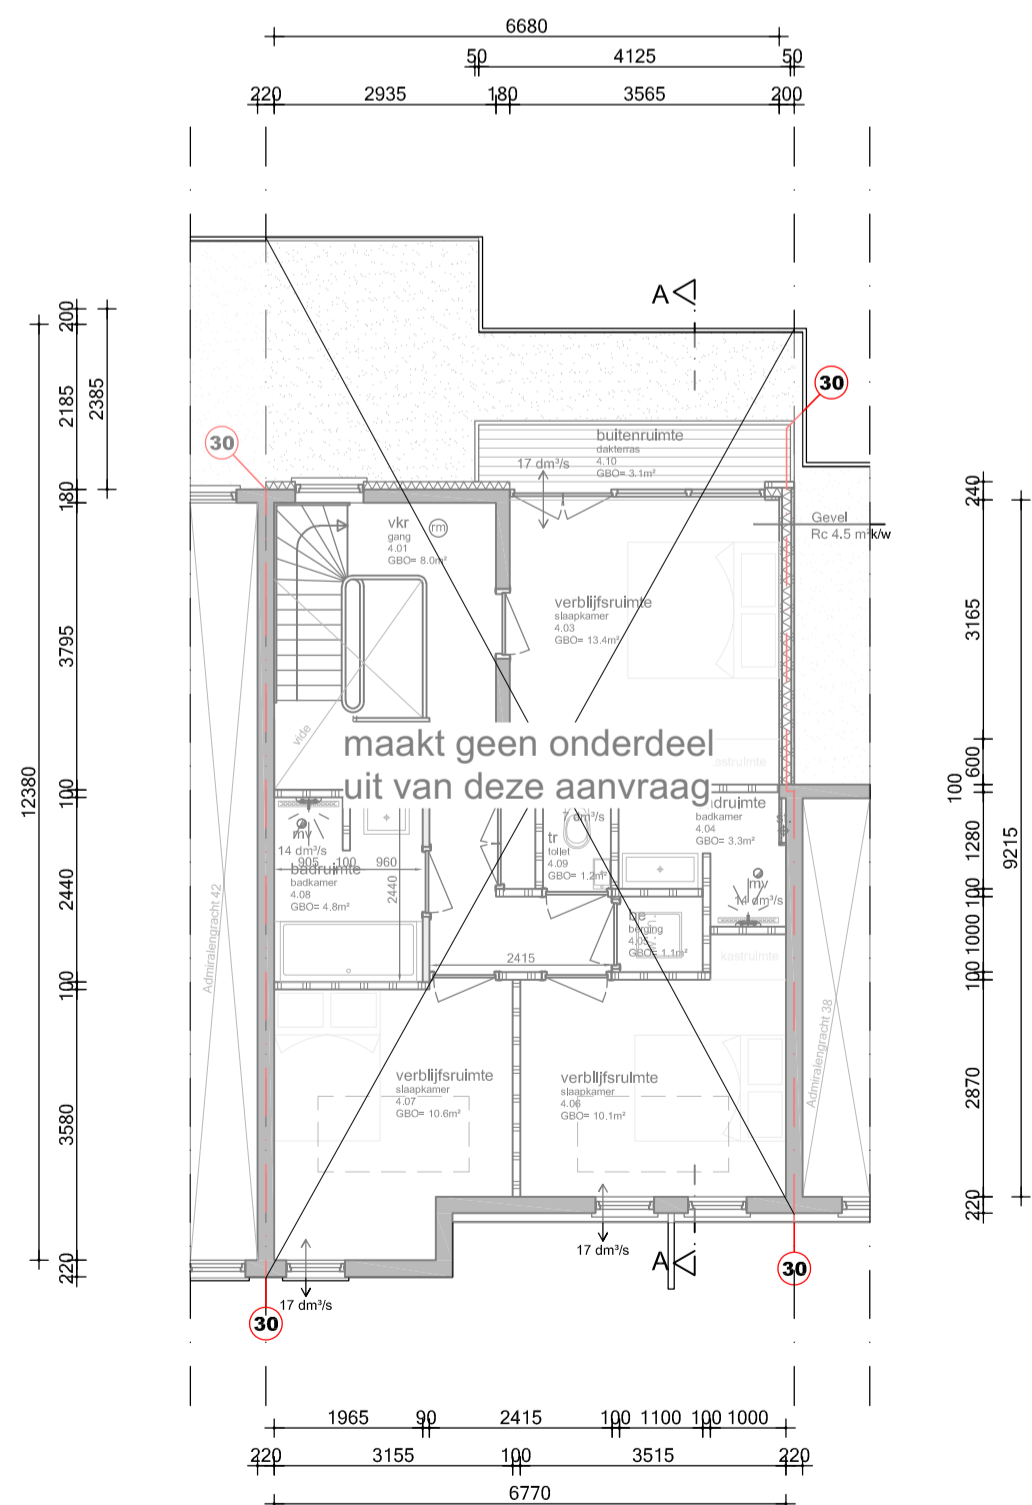 6680
50 4125 50
220 2935 180 3565 200
A
200
2185
2385
180
3795
100
2440
100
3580
220
12380
30
30
buitenruimte
dakterras
4.10
GBO= 3.1m²
17 dm³/s
240
Gevel
Rc 4.5 m²k/w
vkr
gang
4.01
GBO= 8.0m²
rm
verblijfsruimte
slaapkamer
4.03
GBO= 13.4m²
3165
600
100
1280
100
1000
100
2870
220
9215
vide
maakt geen onderdeel
uit van deze aanvraag
mv
14 dm³/s
905 100 960
badruimte
badkamer
4.08
GBO= 4.8m²
2440
7 dm³/s
tr
toilet
4.09
GBO= 1.2m²
badkamer
4.04
GBO= 3.3m²
mv
14 dm³/s
berging
GBO= 1.1m²
kastruimte
2415
Admiralengracht 42
Admiralengracht 38
verblijfsruimte
slaapkamer
4.07
GBO= 10.6m²
verblijfsruimte
slaapkamer
4.06
GBO= 10.1m²
17 dm³/s
A
17 dm³/s
30
30
1965 90 2415 100 1100 100 1000
220 3155 100 3515 220
6770